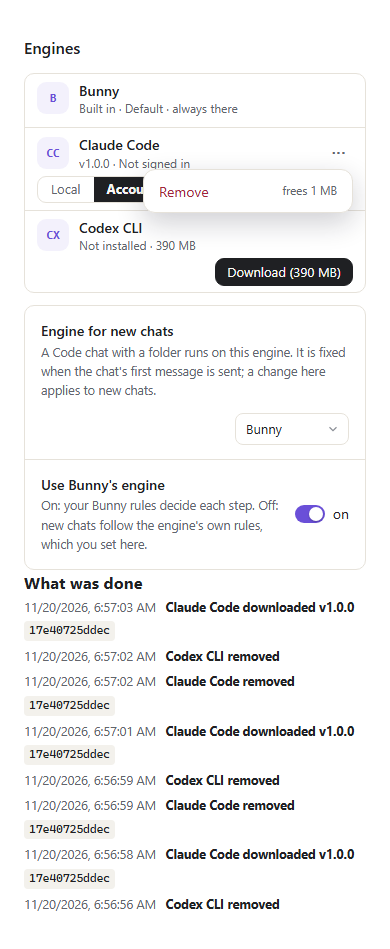 Engines
B
Bunny
Built in · Default · always there
CC
Claude Code
v1.0.0 · Not signed in
...
Local
Remove
frees 1 MB
CX
Codex CLI
Not installed · 390 MB
Download (390 MB)
Engine for new chats
A Code chat with a folder runs on this engine. It is fixed
when the chat's first message is sent; a change here
applies to new chats.
Bunny
Use Bunny's engine
On: your Bunny rules decide each step. Off:
new chats follow the engine's own rules,
which you set here.
on
What was done
11/20/2026, 6:57:03 AM Claude Code downloaded v1.0.0
17e40725ddec
11/20/2026, 6:57:02 AM Codex CLI removed
11/20/2026, 6:57:02 AM Claude Code removed
17e40725ddec
11/20/2026, 6:57:01 AM Claude Code downloaded v1.0.0
17e40725ddec
11/20/2026, 6:56:59 AM Codex CLI removed
11/20/2026, 6:56:59 AM Claude Code removed
17e40725ddec
11/20/2026, 6:56:58 AM Claude Code downloaded v1.0.0
17e40725ddec
11/20/2026, 6:56:56 AM Codex CLI removed